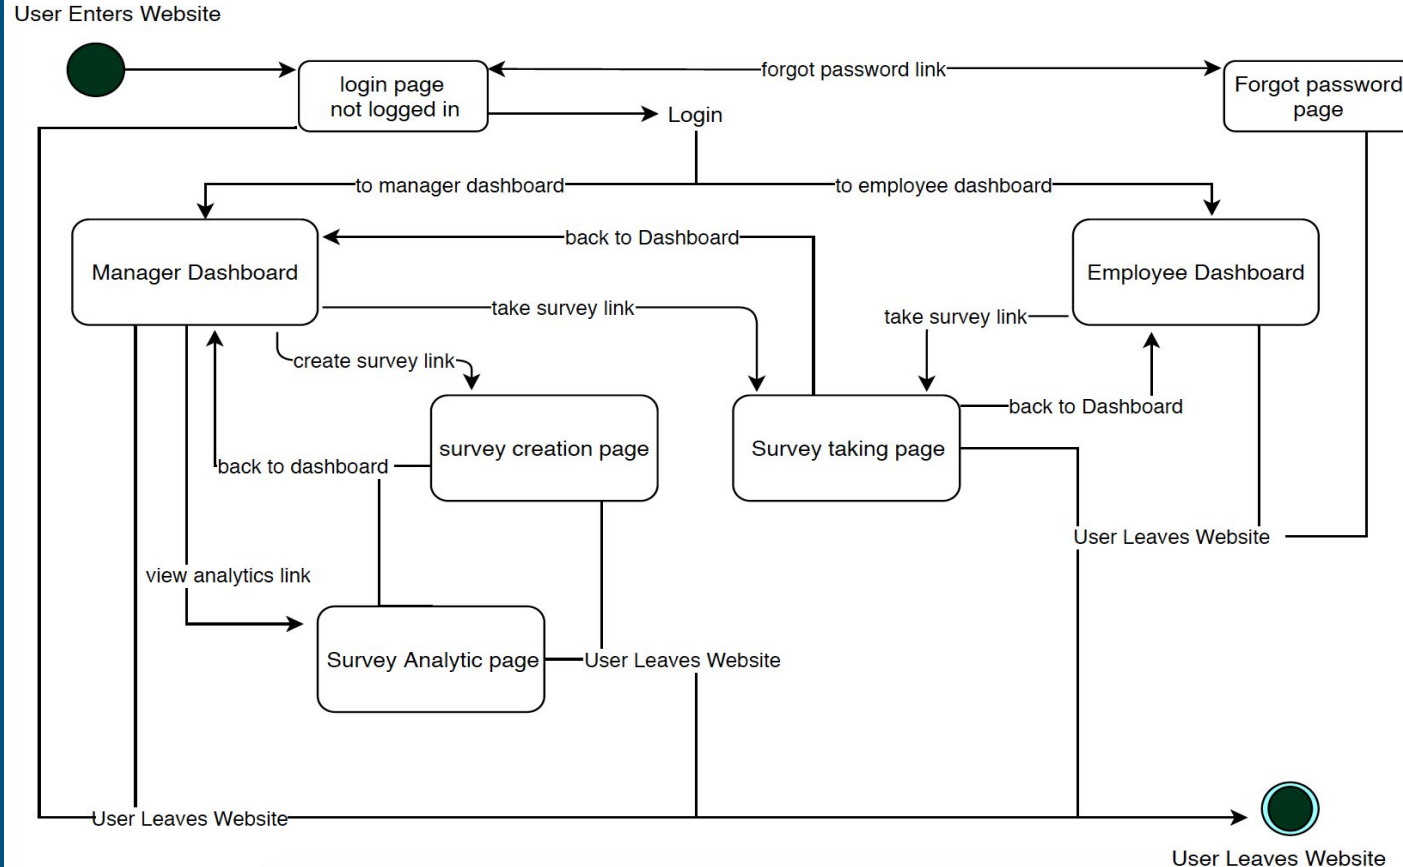 User Enters Website
login page
not logged in
forgot password link
Forgot password
page
Login
to manager dashboard
to employee dashboard
back to Dashboard
Manager Dashboard
Employee Dashboard
take survey link
take survey link
create survey link
back to Dashboard
survey creation page
Survey taking page
back to dashboard
User Leaves Website
view analytics link
Survey Analytic page
User Leaves Website
User Leaves Website
User Leaves Website